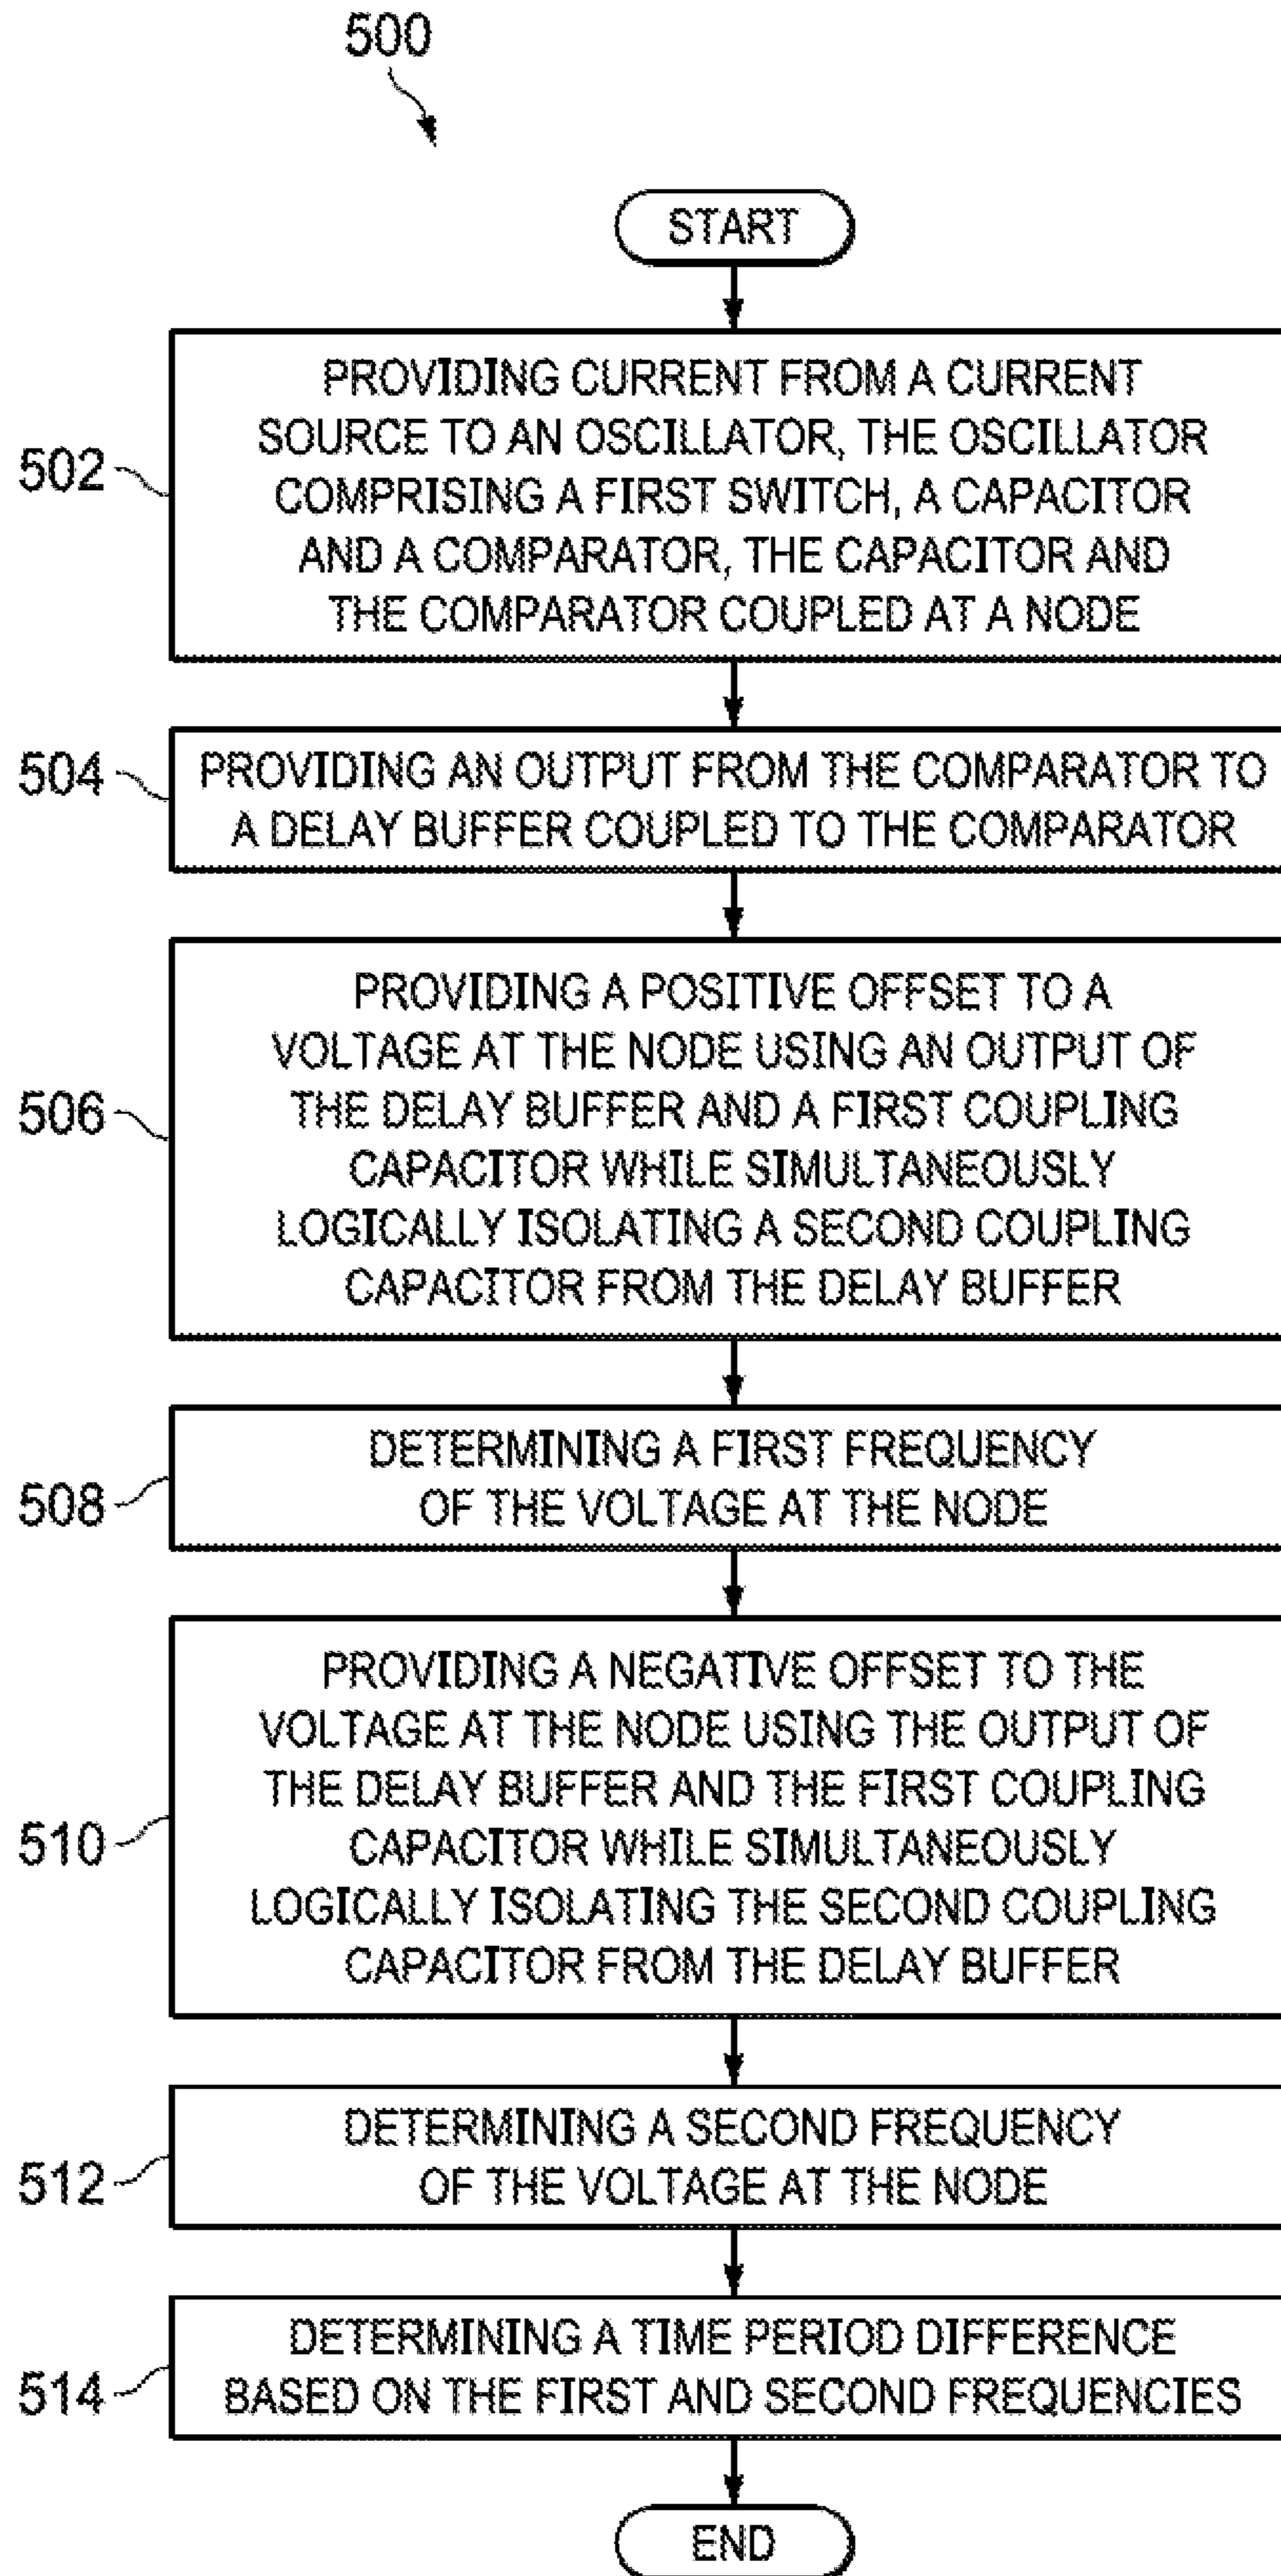 500
START
502
PROVIDING CURRENT FROM A CURRENT
SOURCE TO AN OSCILLATOR, THE OSCILLATOR
COMPRISING A FIRST SWITCH, A CAPACITOR
AND A COMPARATOR, THE CAPACITOR AND
THE COMPARATOR COUPLED AT A NODE
504
PROVIDING AN OUTPUT FROM THE COMPARATOR TO
A DELAY BUFFER COUPLED TO THE COMPARATOR
506
PROVIDING A POSITIVE OFFSET TO A
VOLTAGE AT THE NODE USING AN OUTPUT OF
THE DELAY BUFFER AND A FIRST COUPLING
CAPACITOR WHILE SIMULTANEOUSLY
LOGICALLY ISOLATING A SECOND COUPLING
CAPACITOR FROM THE DELAY BUFFER
508
DETERMINING A FIRST FREQUENCY
OF THE VOLTAGE AT THE NODE
510
PROVIDING A NEGATIVE OFFSET TO THE
VOLTAGE AT THE NODE USING THE OUTPUT OF
THE DELAY BUFFER AND THE FIRST COUPLING
CAPACITOR WHILE SIMULTANEOUSLY
LOGICALLY ISOLATING THE SECOND COUPLING
CAPACITOR FROM THE DELAY BUFFER
512
DETERMINING A SECOND FREQUENCY
OF THE VOLTAGE AT THE NODE
514
DETERMINING A TIME PERIOD DIFFERENCE
BASED ON THE FIRST AND SECOND FREQUENCIES
END